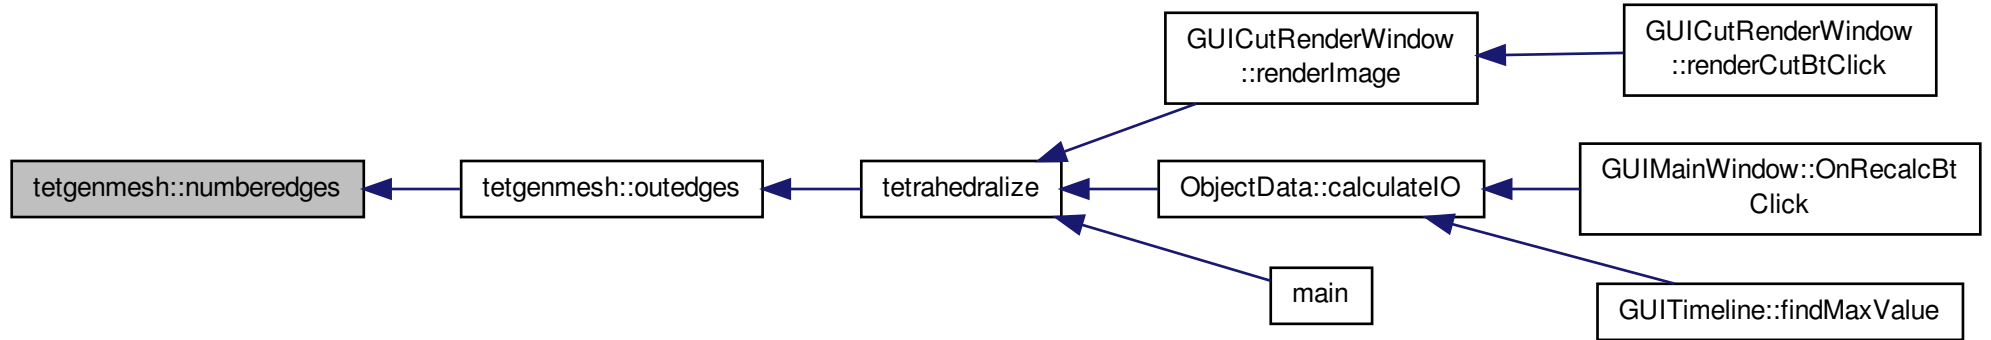 tetgenmesh::numberedges
tetgenmesh::outedges
tetrahedralize
GUICutRenderWindow
::renderImage
GUICutRenderWindow
::renderCutBtClick
ObjectData::calculateIO
GUIMainWindow::OnRecalcBt
Click
main
GUITimeline::findMaxValue